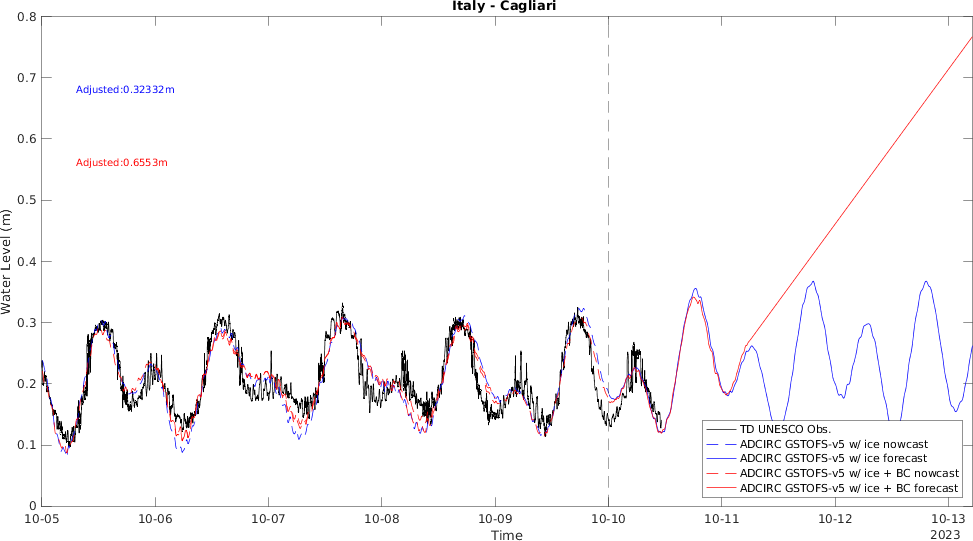 Italy - Cagliari
0.8
0.7
0.6
0.5
0.4
0.3
0.2
0.1
0
Water Level (m)
Adjusted:0.32332m
Adjusted:0.6553m
TD UNESCO Obs.
ADCIRC GSTOFS-v5 w/ ice nowcast
ADCIRC GSTOFS-v5 w/ ice forecast
ADCIRC GSTOFS-v5 w/ ice + BC nowcast
ADCIRC GSTOFS-v5 w/ ice + BC forecast
10-05 10-06 10-07 10-08 10-09 10-10 10-11 10-12 10-13
2023
Time